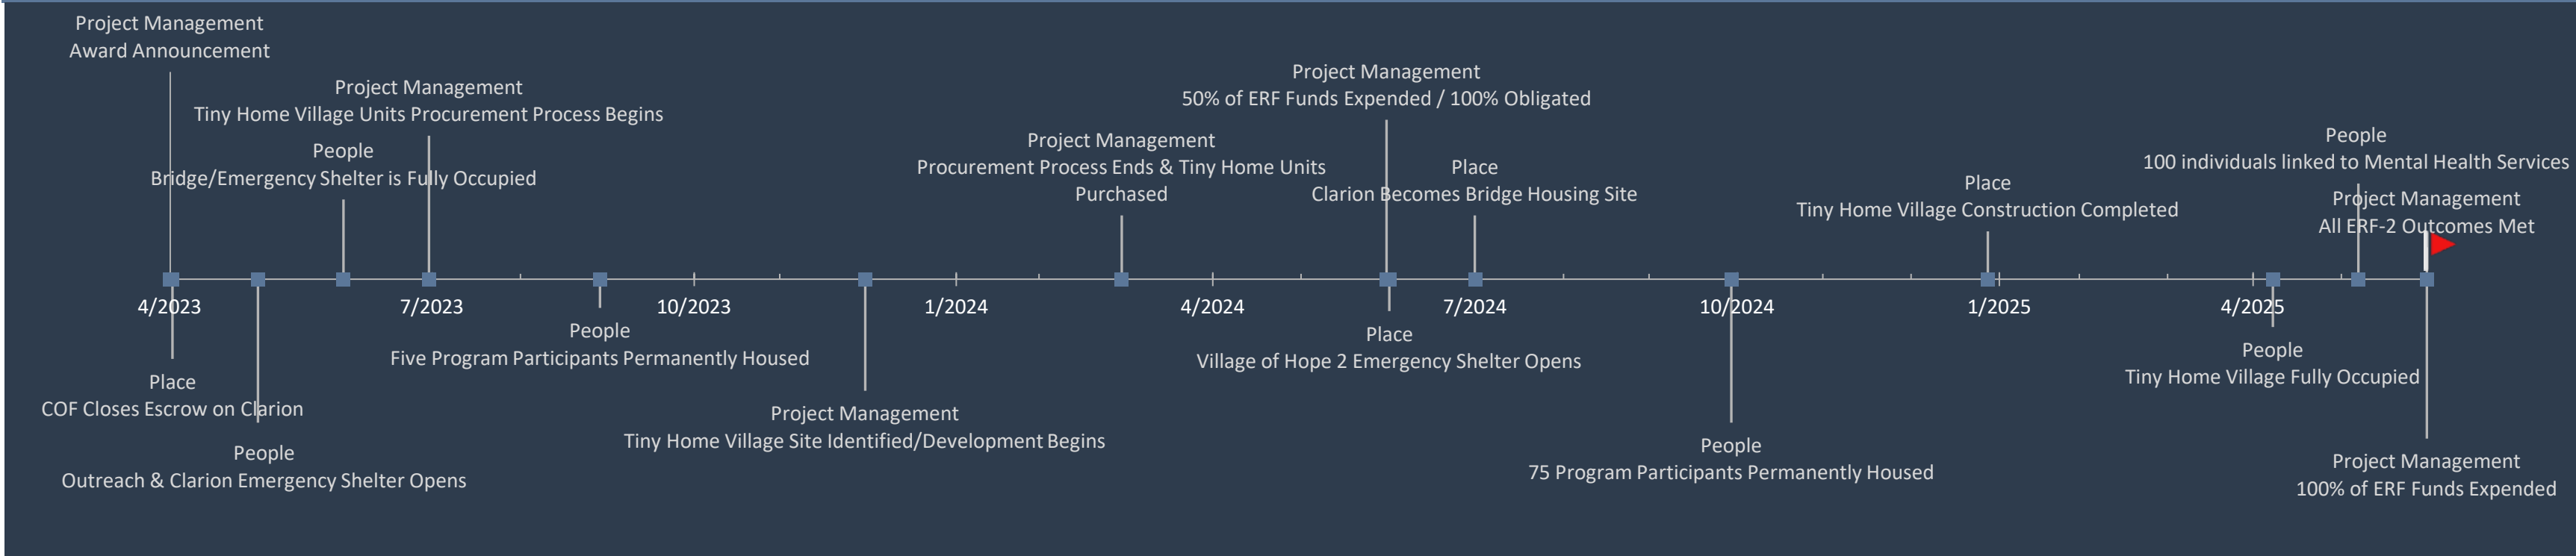 Project Management
Award Announcement
Project Management
Tiny Home Village Units Procurement Process Begins
People
Bridge/Emergency Shelter is Fully Occupied
Project Management
Procurement Process Ends & Tiny Home Units
Purchased
Project Management
50% of ERF Funds Expended / 100% Obligated
Place
Clarion Becomes Bridge Housing Site
Place
Tiny Home Village Construction Completed
People
100 individuals linked to Mental Health Services
Project Management
All ERF-2 Outcomes Met
4/2023
7/2023
10/2023
1/2024
4/2024
7/2024
10/2024
1/2025
4/2025
Place
COF Closes Escrow on Clarion
People
Outreach & Clarion Emergency Shelter Opens
People
Five Program Participants Permanently Housed
Project Management
Tiny Home Village Site Identified/Development Begins
Place
Village of Hope 2 Emergency Shelter Opens
People
75 Program Participants Permanently Housed
People
Tiny Home Village Fully Occupied
Project Management
100% of ERF Funds Expended